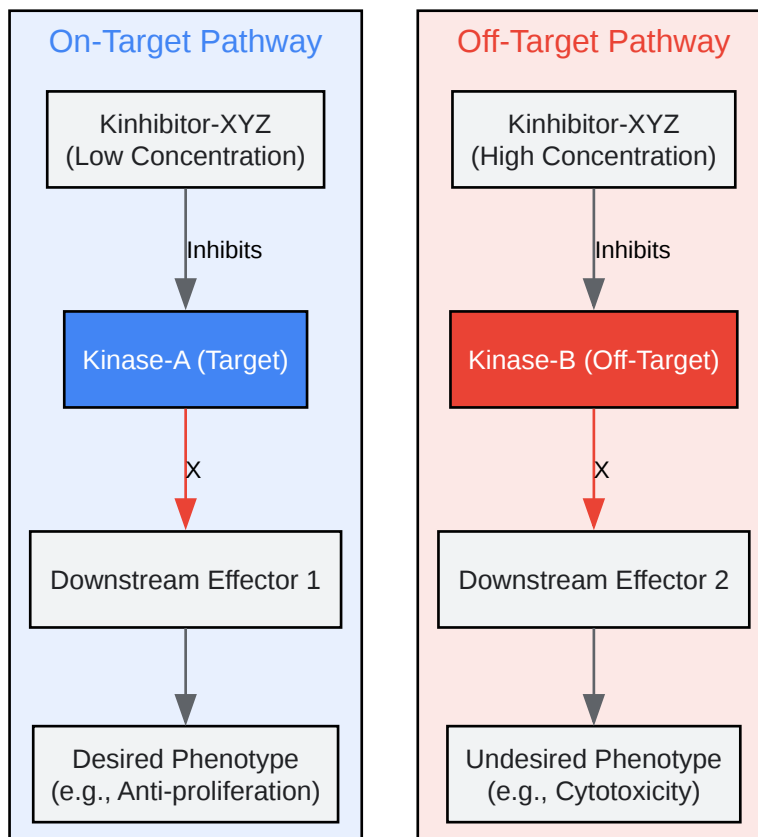 On-Target Pathway
Kinhibitor-XYZ
(Low Concentration)
Inhibits
Kinase-A (Target)
X
Downstream Effector 1
Desired Phenotype
(e.g., Anti-proliferation)
Off-Target Pathway
Kinhibitor-XYZ
(High Concentration)
Inhibits
Kinase-B (Off-Target)
X
Downstream Effector 2
Undesired Phenotype
(e.g., Cytotoxicity)